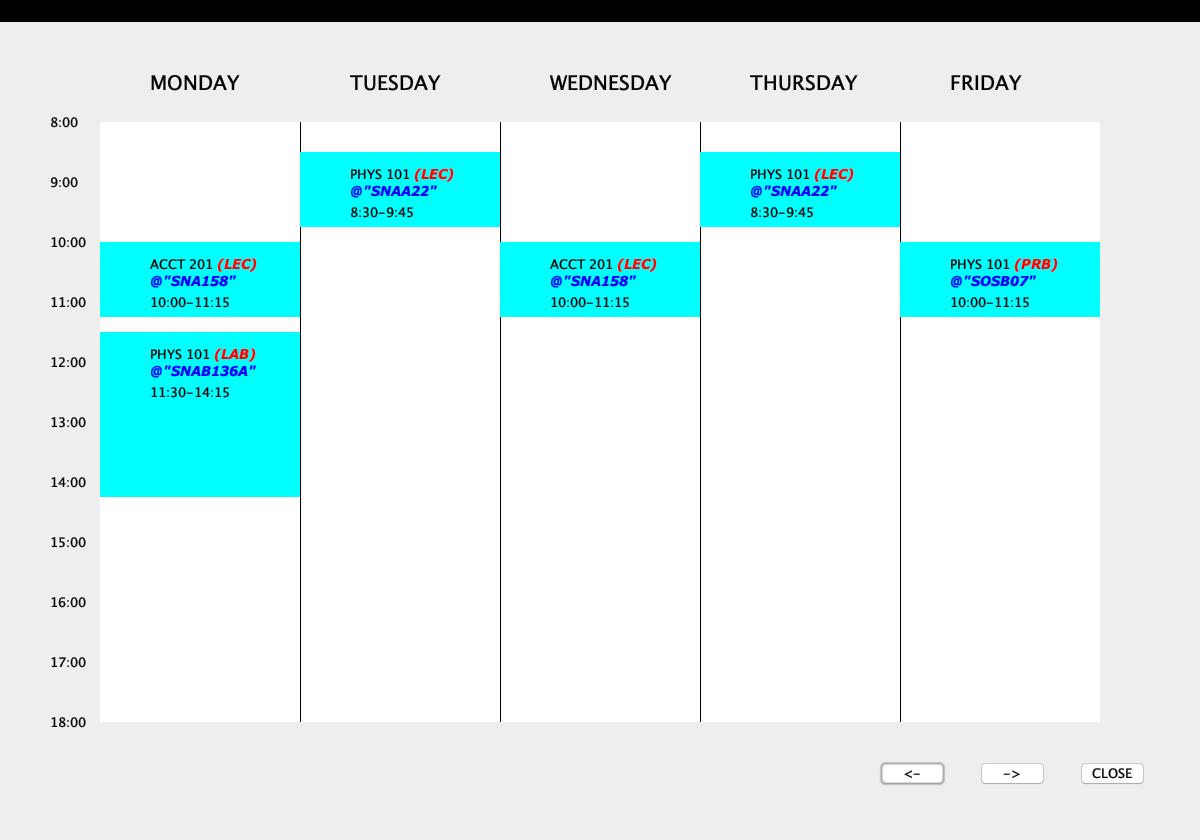 MONDAY TUESDAY WEDNESDAY THURSDAY FRIDAY
8:00
9:00
10:00
11:00
12:00
13:00
14:00
15:00
16:00
17:00
18:00
ACCT 201 (LEC)
@"SNA158"
10:00-11:15
PHYS 101 (LAB)
@"SNAB136A"
11:30-14:15
PHYS 101 (LEC)
@"SNAA22"
8:30-9:45
ACCT 201 (LEC)
@"SNA158"
10:00-11:15
PHYS 101 (LEC)
@"SNAA22"
8:30-9:45
PHYS 101 (PRB)
@"SOSB07"
10:00-11:15
<- -> CLOSE